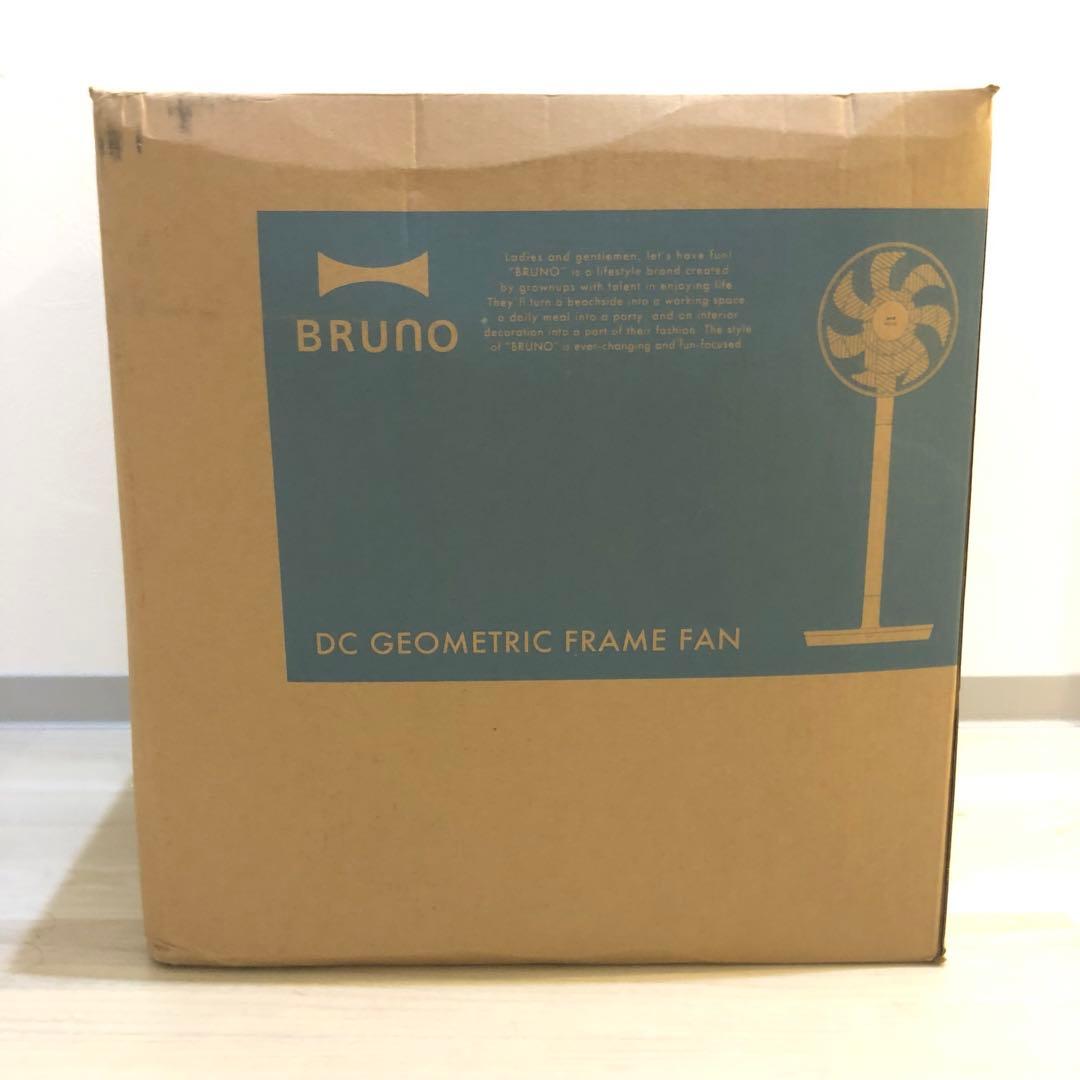 BRUNO
Ladies and gentlemen, let's have fun!
"BRUNO" is a lifestyle brand created
by grownups with talent in enjoying life.
They'll turn a beachside into a working space,
a daily meal into a party, and an interior
decoration into a part of their fashion. The style
of "BRUNO" is ever-changing and fun-focused.
DC GEOMETRIC FRAME FAN